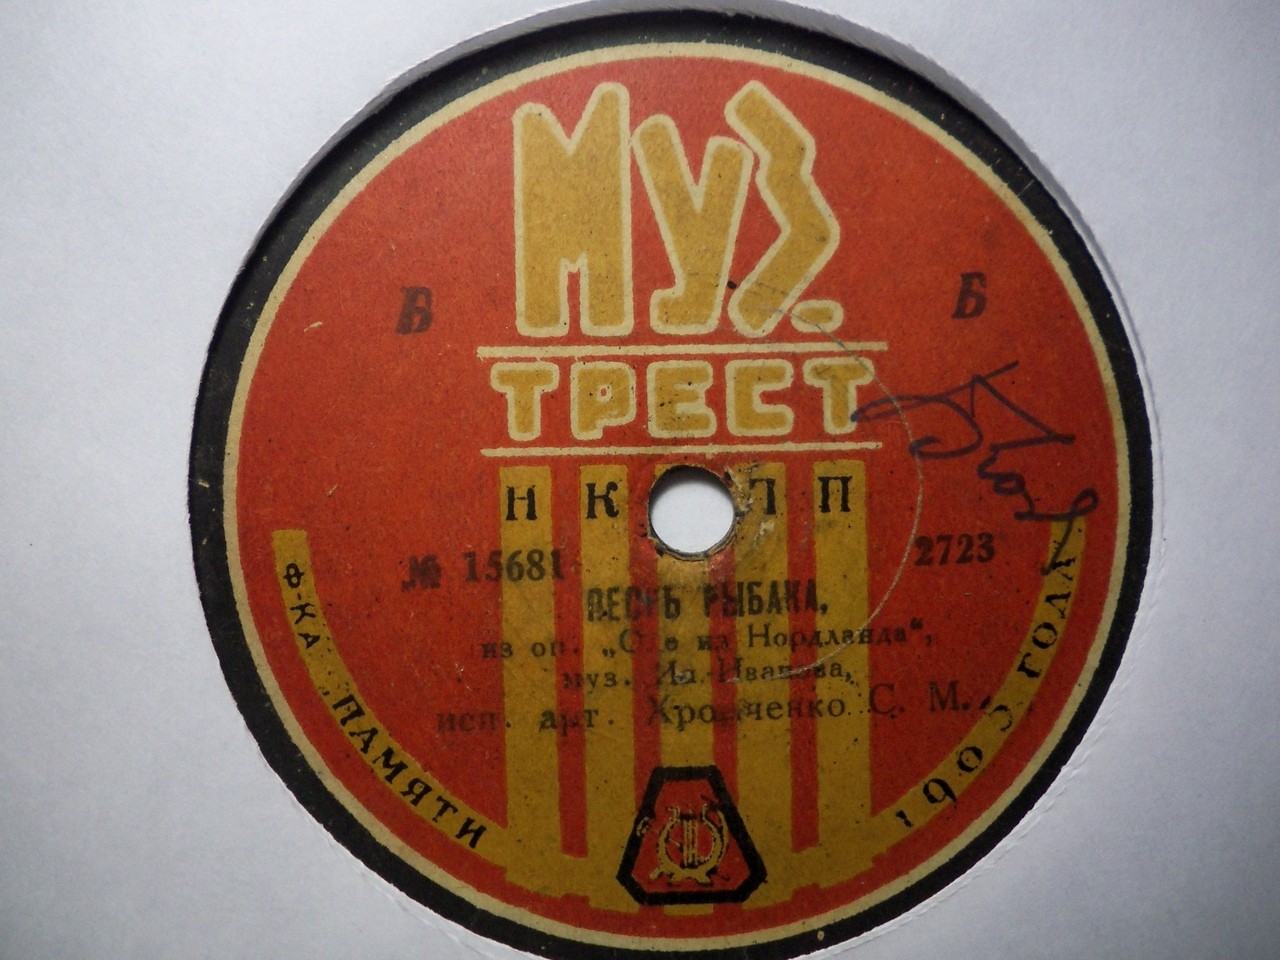 МУЗ.
ТРЕСТ
Б Б
Н К Л П
№ 15681 2723
ПЕСНЬ РЫБАКА,
из оп. „О е из Нордланда“,
муз. Ип.-Иванова,
исп. арт. Хромченко С. М.
Ф-КА ПАМЯТИ 1905 ГОДА